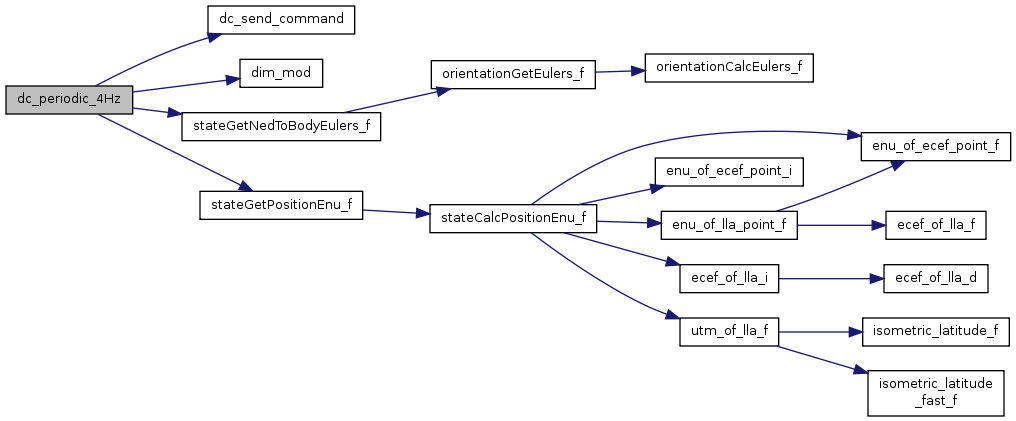 dc_periodic_4Hz
dc_send_command
dim_mod
stateGetNedToBodyEulers_f
stateGetPositionEnu_f
orientationGetEulers_f
orientationCalcEulers_f
stateCalcPositionEnu_f
enu_of_ecef_point_f
enu_of_ecef_point_i
enu_of_lla_point_f
ecef_of_lla_f
ecef_of_lla_i
ecef_of_lla_d
utm_of_lla_f
isometric_latitude_f
isometric_latitude
_fast_f